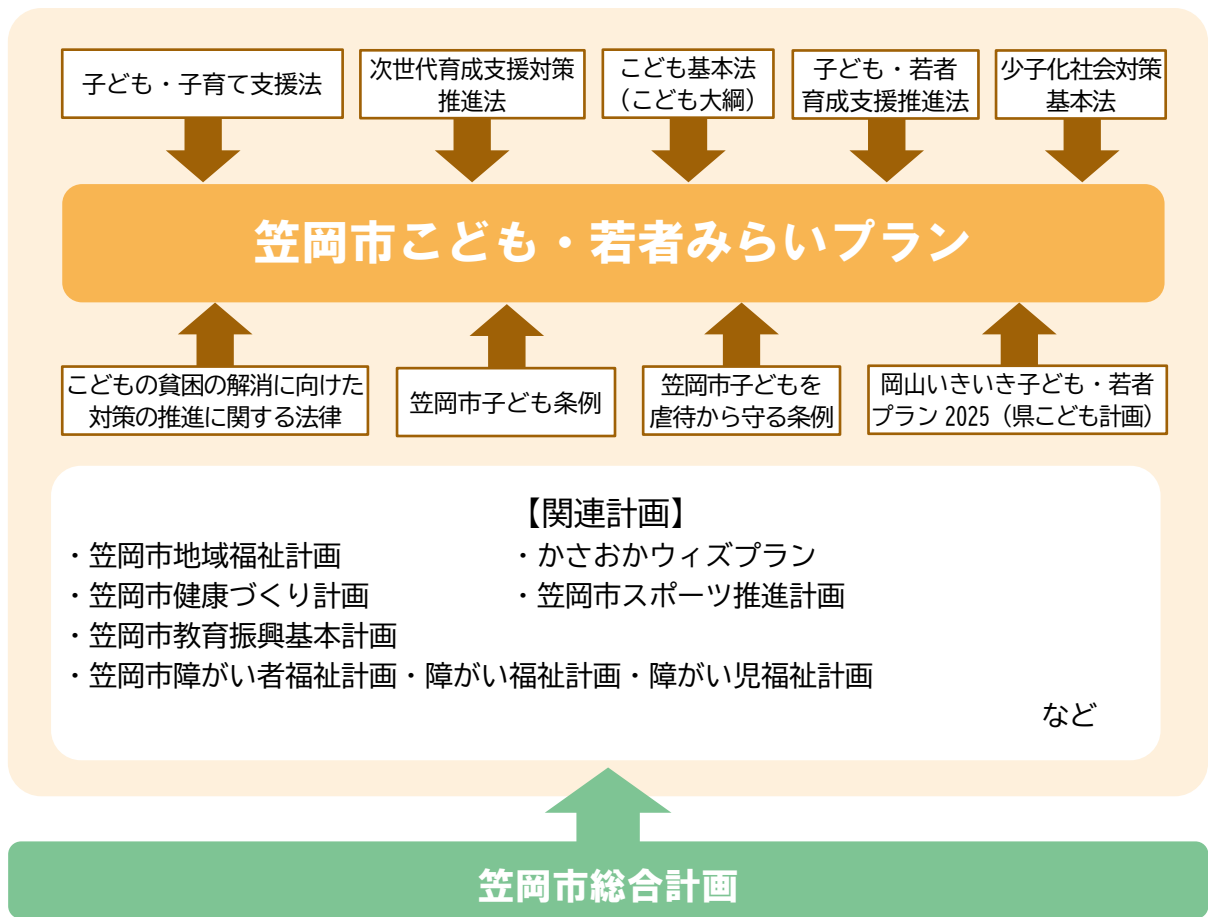 子ども・子育て支援法
次世代育成支援対策
推進法
こども基本法
（こども大綱）
子ども・若者
育成支援推進法
少子化社会対策
基本法
笠岡市こども・若者みらいプラン
こどもの貧困の解消に向けた
対策の推進に関する法律
笠岡市子ども条例
笠岡市子どもを
虐待から守る条例
岡山いきいき子ども・若者
プラン 2025（県こども計画）
【関連計画】
・笠岡市地域福祉計画
・かさおかウィズプラン
・笠岡市健康づくり計画
・笠岡市スポーツ推進計画
・笠岡市教育振興基本計画
・笠岡市障がい者福祉計画・障がい福祉計画・障がい児福祉計画
など
笠岡市総合計画